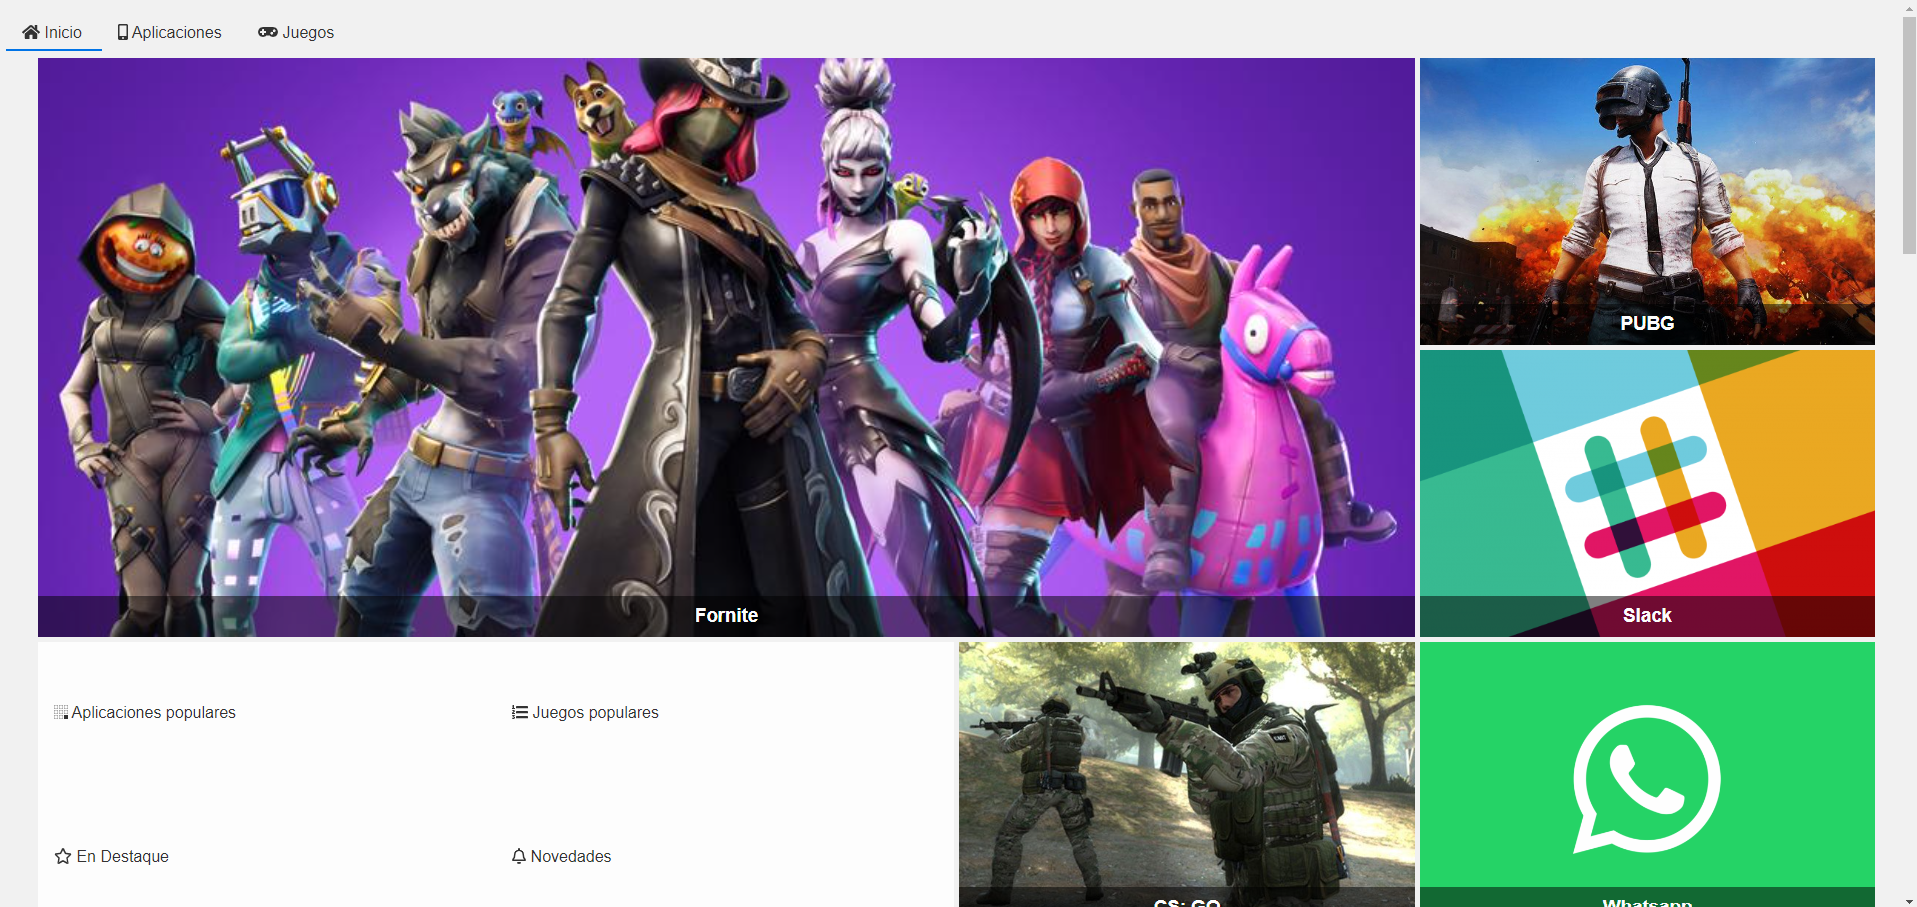 Inicio
Aplicaciones
Juegos
PUBG
Slack
Fornite
Aplicaciones populares
Juegos populares
En Destaque
Novedades
CS: GO
Whatsapp